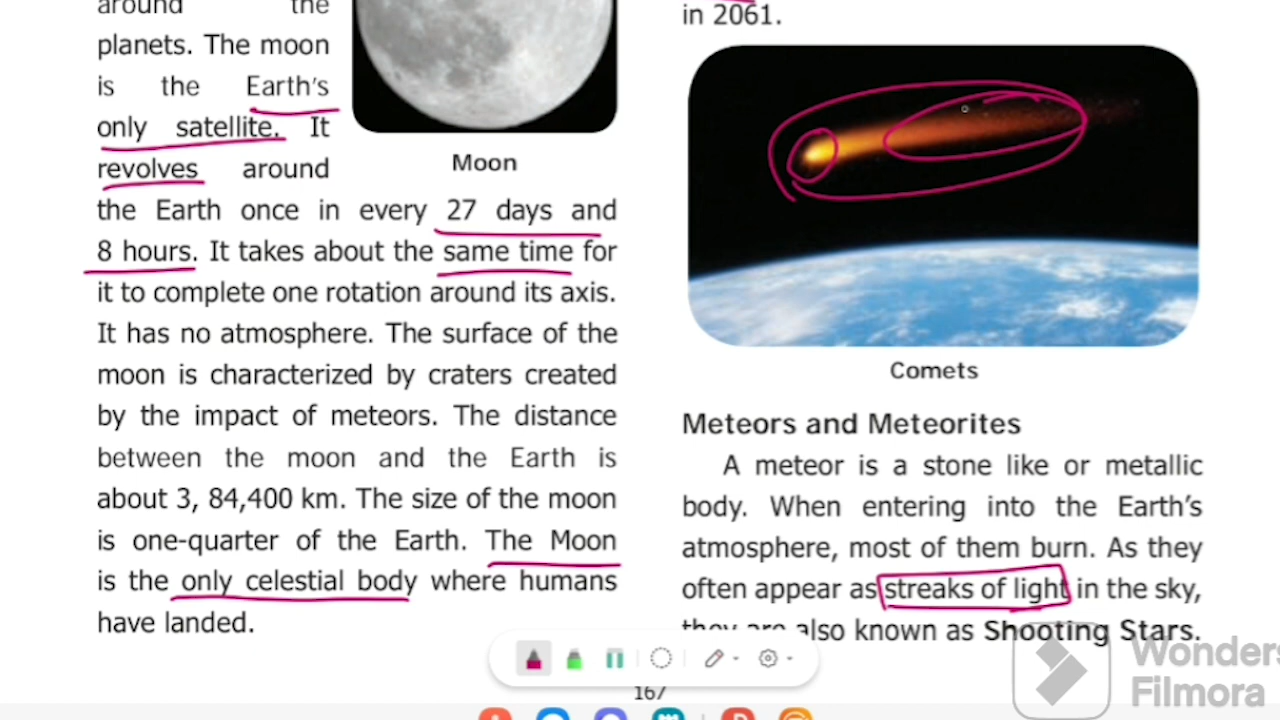 around the
planets. The moon
is the Earth's
only satellite. It
revolves around
the Earth once in every 27 days and
8 hours. It takes about the same time for
it to complete one rotation around its axis.
It has no atmosphere. The surface of the
moon is characterized by craters created
by the impact of meteors. The distance
between the moon and the Earth is
about 3, 84,400 km. The size of the moon
is one-quarter of the Earth. The Moon
is the only celestial body where humans
have landed.
Moon
in 2061.
Comets
Meteors and Meteorites
A meteor is a stone like or metallic
body. When entering into the Earth's
atmosphere, most of them burn. As they
often appear as streaks of light in the sky,
they are also known as Shooting Stars.
167
Wonders
Filmora